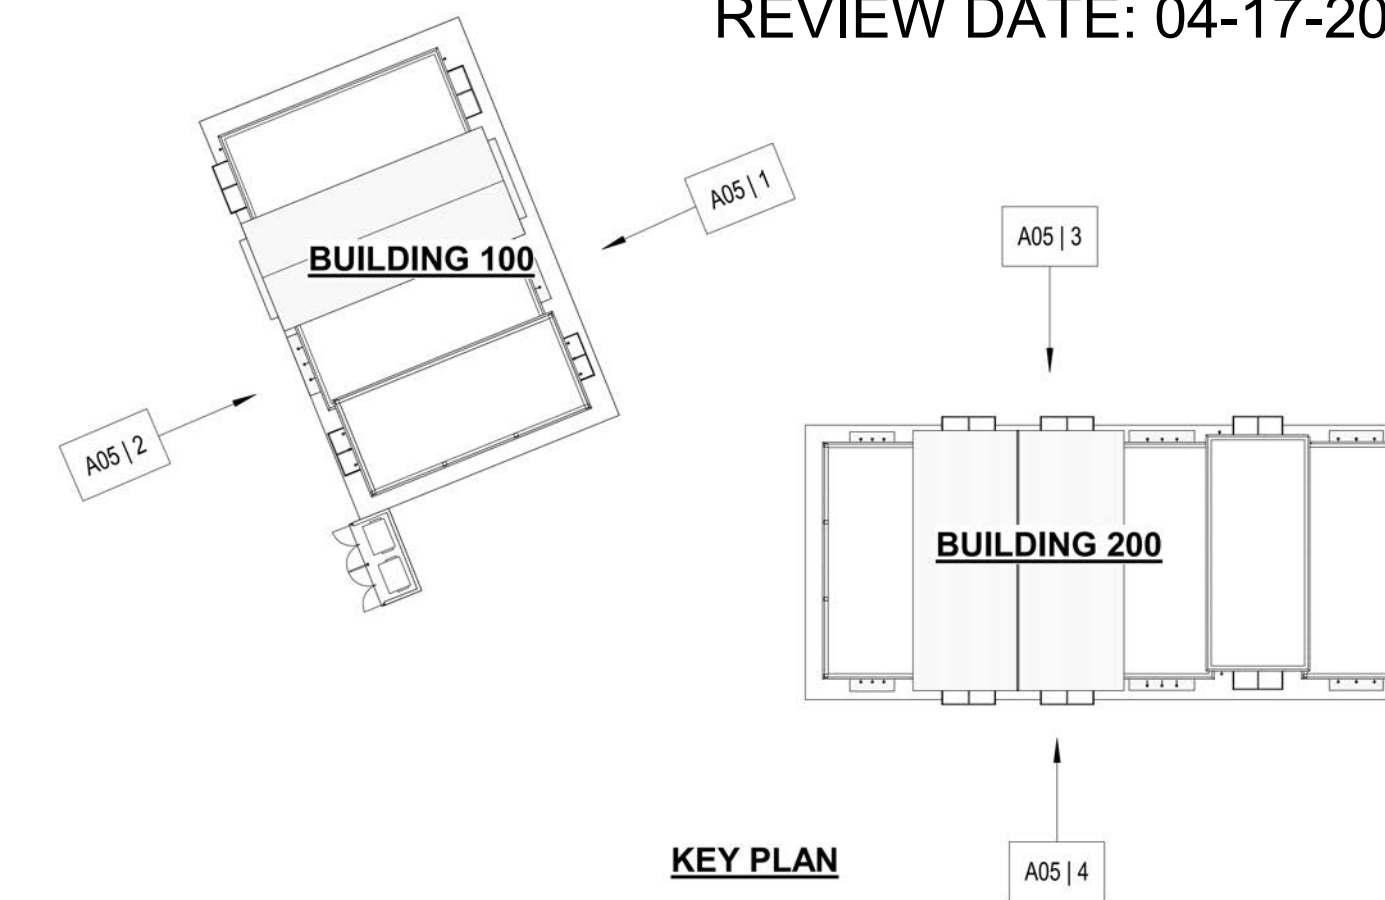 REVIEW DATE: 04-17-20
A05 | 1
A05 | 3
BUILDING 100
A05 | 2
BUILDING 200
KEY PLAN
A05 | 4